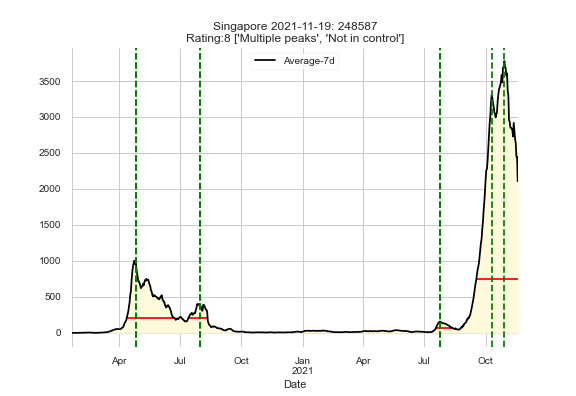 Singapore 2021-11-19: 248587
Rating:8 ['Multiple peaks', 'Not in control']
Average-7d
3500
3000
2500
2000
1500
1000
500
0
Apr Jul Oct Jan Apr Jul Oct
2021
Date